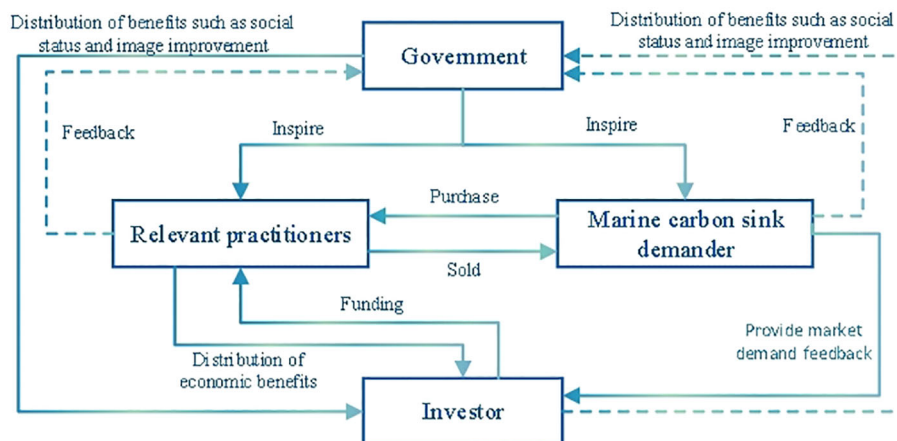 Distribution of benefits such as social
status and image improvement
Distribution of benefits such as social
status and image improvement
Government
Feedback
Inspire
Inspire
Feedback
Purchase
Relevant practitioners
Marine carbon sink
demander
Sold
Funding
Provide market
demand feedback
Distribution of
economic benefits
Investor